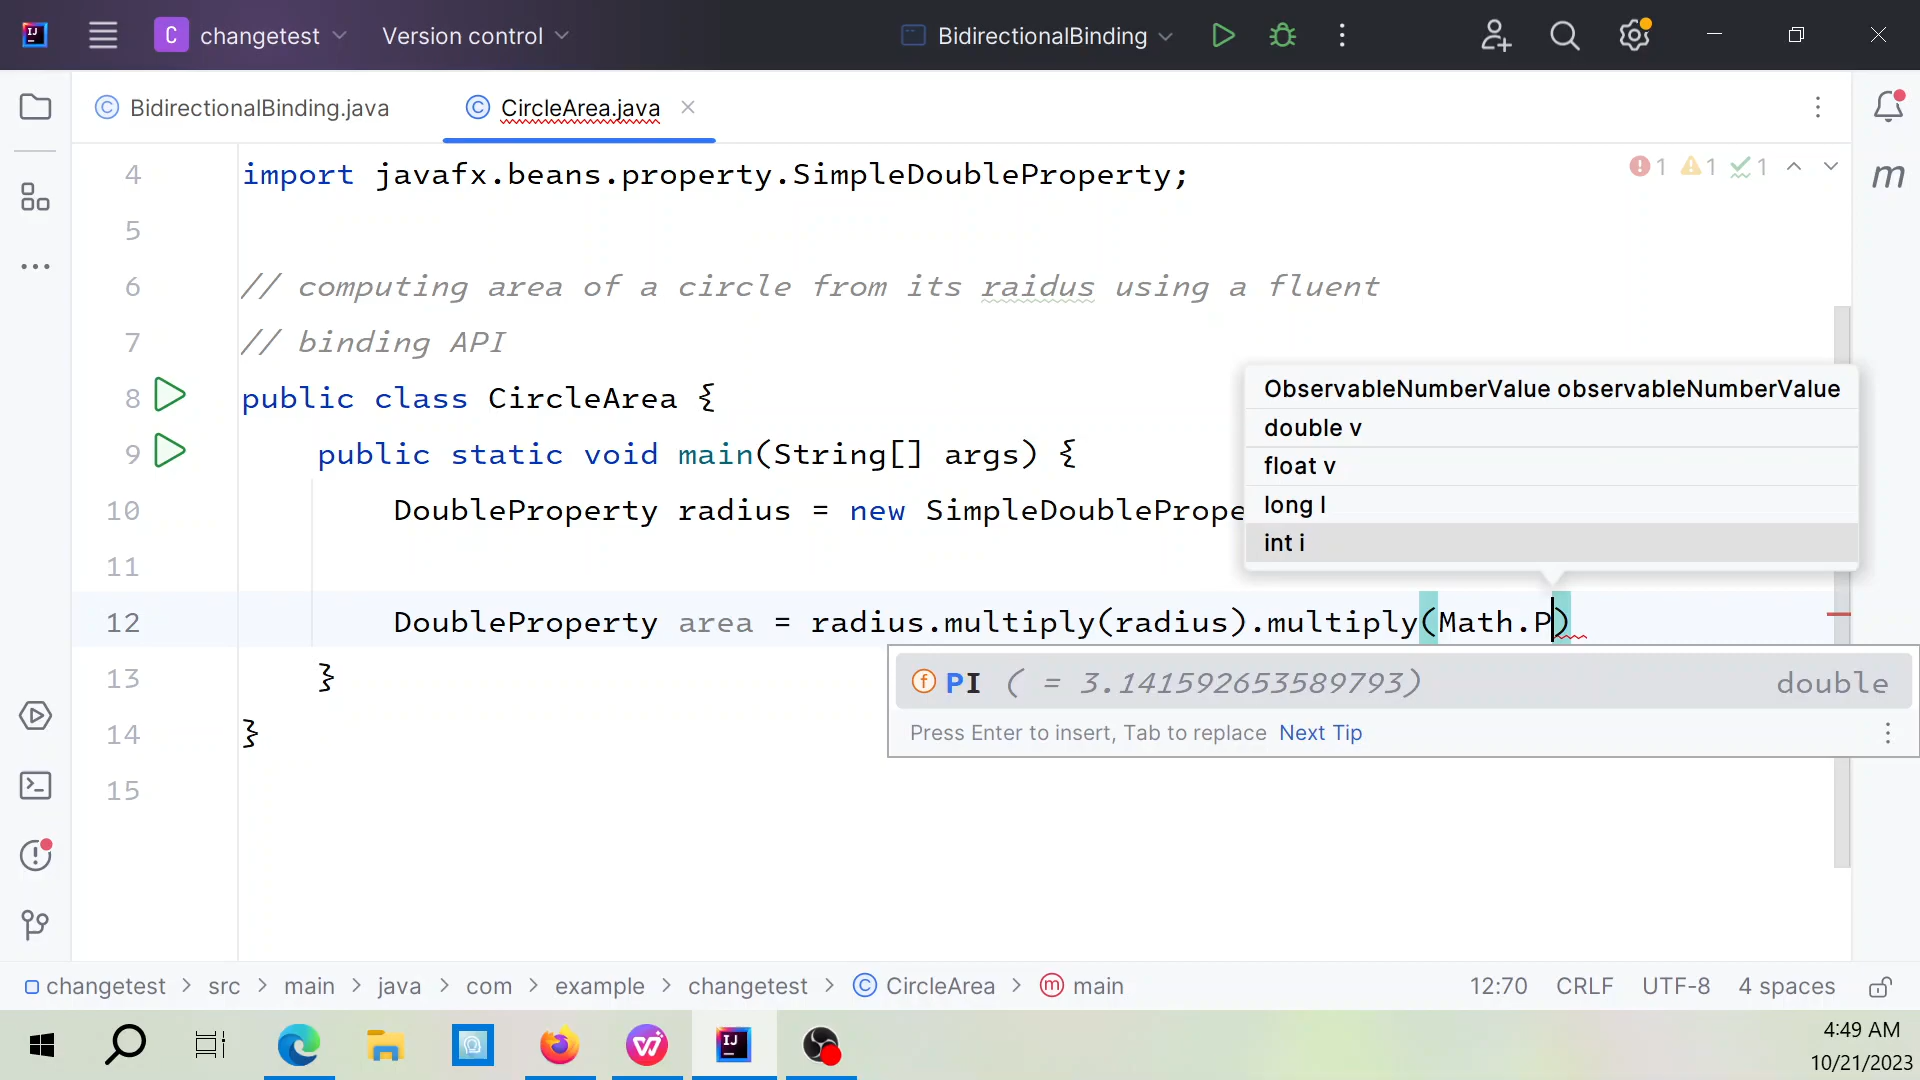 C changetest Version control BidirectionalBinding
BidirectionalBinding.java CircleArea.java
4 import javafx.beans.property.SimpleDoubleProperty; 1 1 1
5
6 // computing area of a circle from its raidus using a fluent
7 // binding API
8 public class CircleArea {
9 public static void main(String[] args) {
10 DoubleProperty radius = new SimpleDoublePrope
11
12 DoubleProperty area = radius.multiply(radius).multiply(Math.P)
13 }
14 }
15
ObservableNumberValue observableNumberValue
double v
float v
long l
int i
f PI ( = 3.141592653589793) double
Press Enter to insert, Tab to replace Next Tip
m
changetest > src > main > java > com > example > changetest > CircleArea > main 12:70 CRLF UTF-8 4 spaces
4:49 AM
10/21/2023